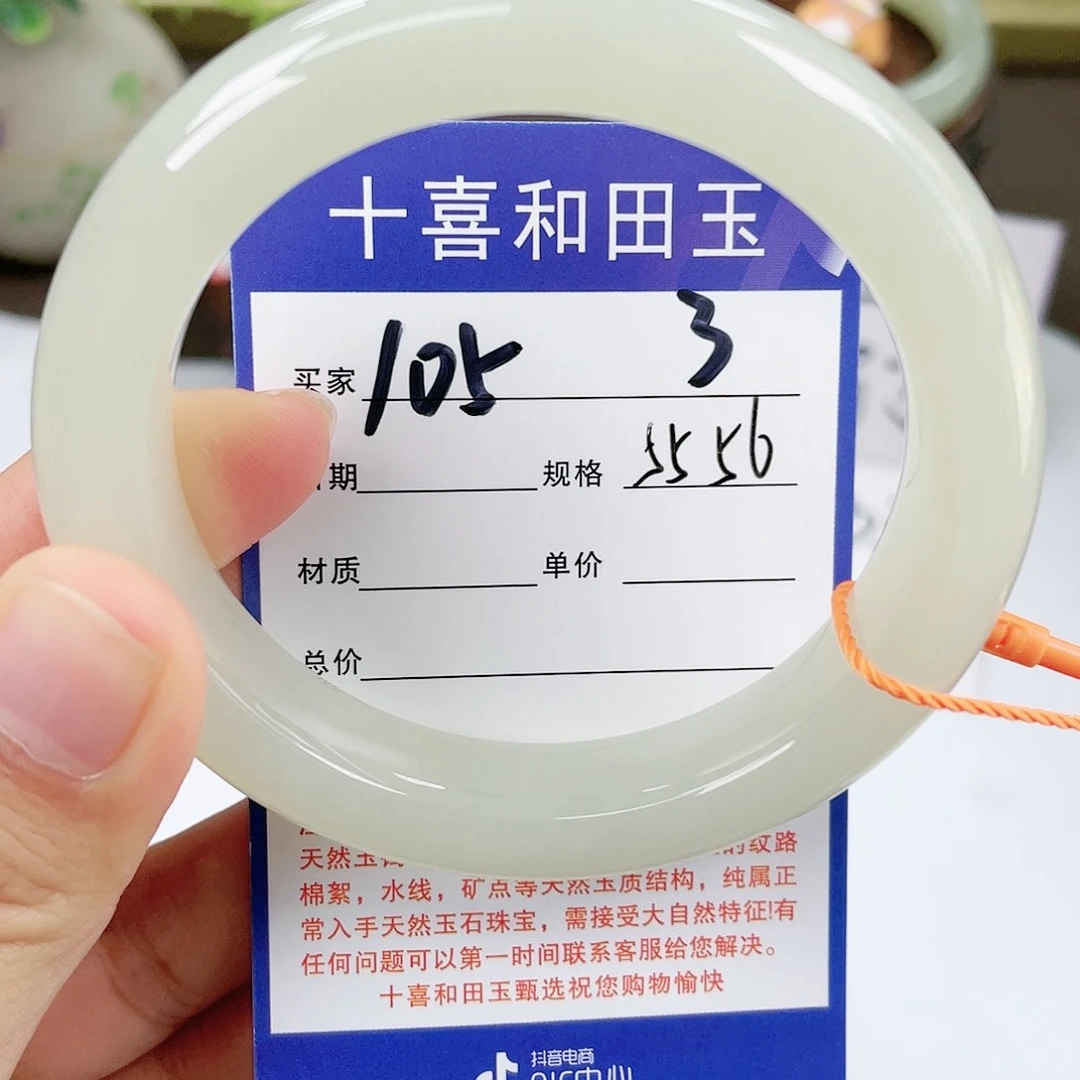 十喜和田玉
买家 105 3
期 规格 5556
材质 单价
总价
天然玉 的纹路
棉絮，水线，矿点等天然玉质结构，纯属正
常入手天然玉石珠宝，需接受大自然特征!有
任何问题可以第一时间联系客服给您解决。
十喜和田玉甄选祝您购物愉快
抖音电商